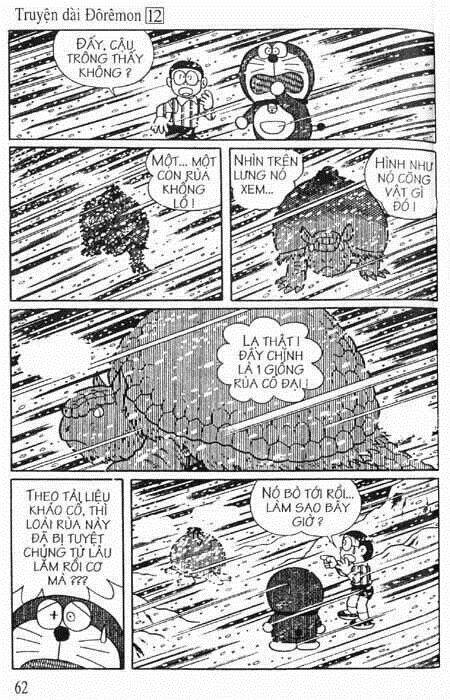 Truyện dài Đôrêmon 12
ĐẤY, CẬU
TRÔNG THẤY
KHÔNG ?
MỘT... MỘT
CON RÙA
KHỔNG
LỒ !
NHÌN TRÊN
LƯNG NÓ
XEM...
HÌNH NHƯ
NÓ CÕNG
VẬT GÌ
ĐÓ !
LẠ THẬT !
ĐÂY CHÍNH
LÀ 1 GIỐNG
RÙA CỔ ĐẠI !
THEO TÀI LIỆU
KHẢO CỔ, THÌ
LOÀI RÙA NÀY
ĐÃ BỊ TUYỆT
CHỦNG TỪ LÂU
LẮM RỒI CƠ
MÀ ???
NÓ BÒ TỚI RỒI...
LÀM SAO BÂY
GIỜ ?
62